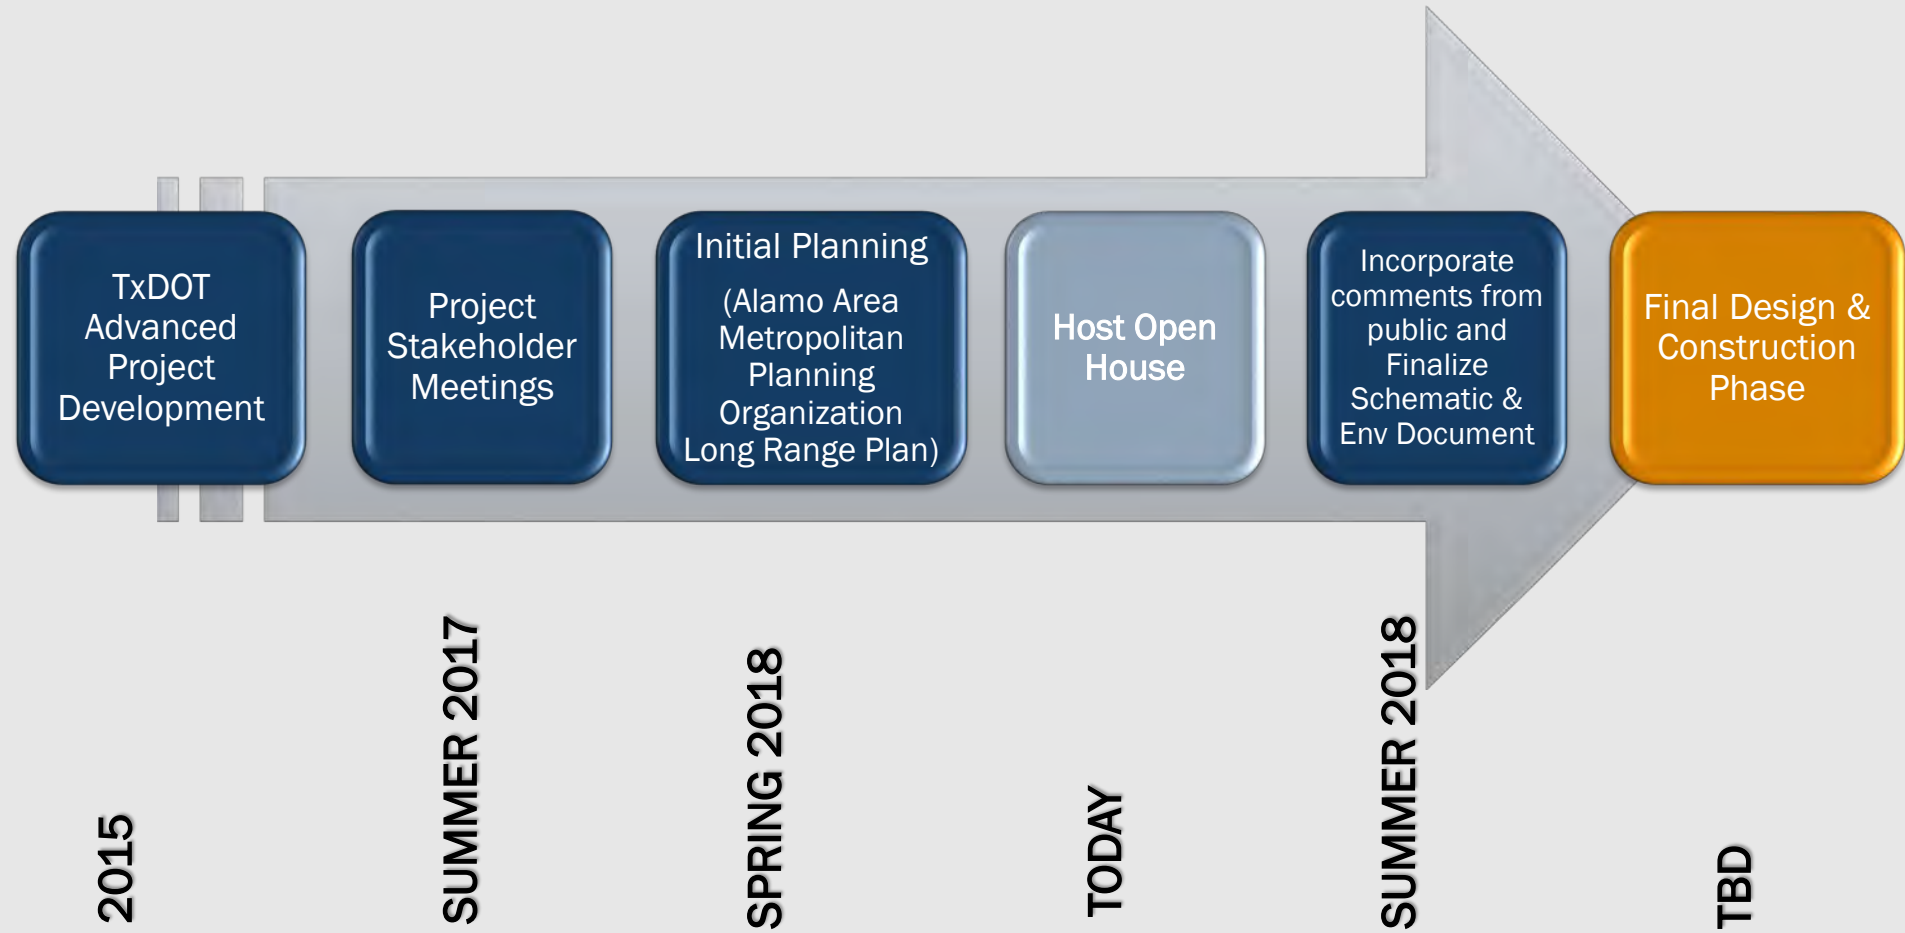 TxDOT
Advanced
Project
Development
Project
Stakeholder
Meetings
Initial Planning
(Alamo Area
Metropolitan
Planning
Organization
Long Range Plan)
Host Open
House
Incorporate
comments from
public and
Finalize
Schematic &
Env Document
Final Design &
Construction
Phase
2015
SUMMER 2017
SPRING 2018
TODAY
SUMMER 2018
TBD